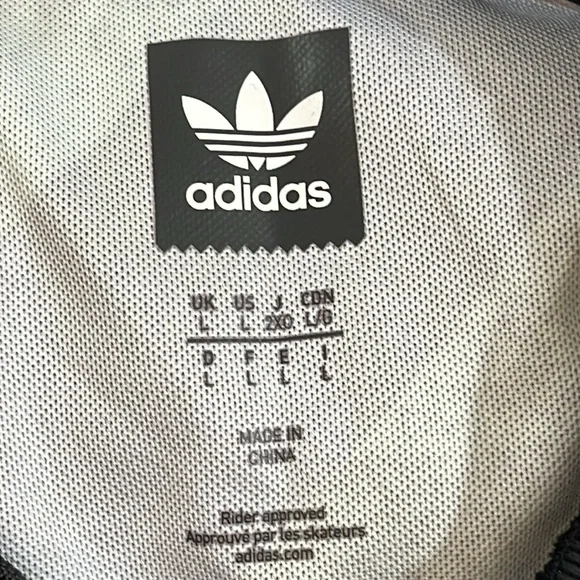 adidas
UK US J CDN
L L 2XO L/G
D F E I
L L L L
MADE IN
CHINA
Rider approved
Approuvé par les skateurs
adidas.com